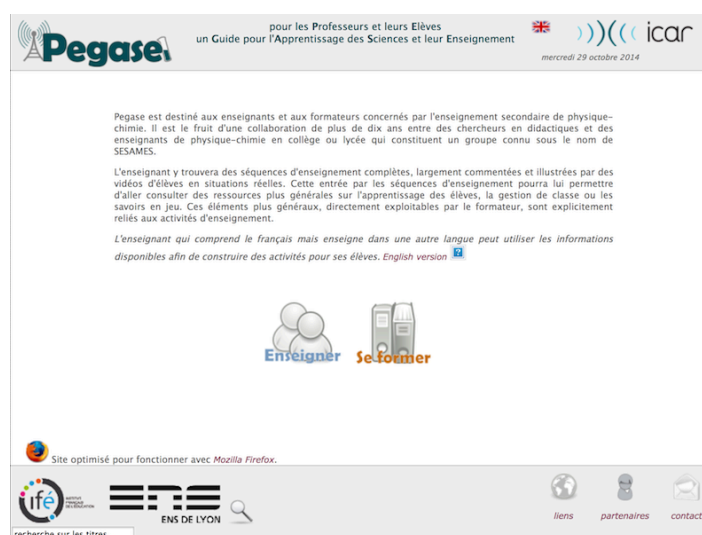 Pegase
pour les Professeurs et leurs Elèves
un Guide pour l'Apprentissage des Sciences et leur Enseignement
icar
mercredi 29 octobre 2014
Pegase est destiné aux enseignants et aux formateurs concernés par l'enseignement secondaire de physique-
chimie. Il est le fruit d'une collaboration de plus de dix ans entre des chercheurs en didactiques et des
enseignants de physique-chimie en collège ou lycée qui constituent un groupe connu sous le nom de
SESAMES.
L'enseignant y trouvera des séquences d'enseignement complètes, largement commentées et illustrées par des
vidéos d'élèves en situations réelles. Cette entrée par les séquences d'enseignement pourra lui permettre
d'aller consulter des ressources plus générales sur l'apprentissage des élèves, la gestion de classe ou les
savoirs en jeu. Ces éléments plus généraux, directement exploitables par le formateur, sont explicitement
reliés aux activités d'enseignement.
L'enseignant qui comprend le français mais enseigne dans une autre langue peut utiliser les informations
disponibles afin de construire des activités pour ses élèves. English version ?
Enseigner Se former
Site optimisé pour fonctionner avec Mozilla Firefox.
ifé
ENS
ENS DE LYON
liens partenaires contact
recherche sur les titres